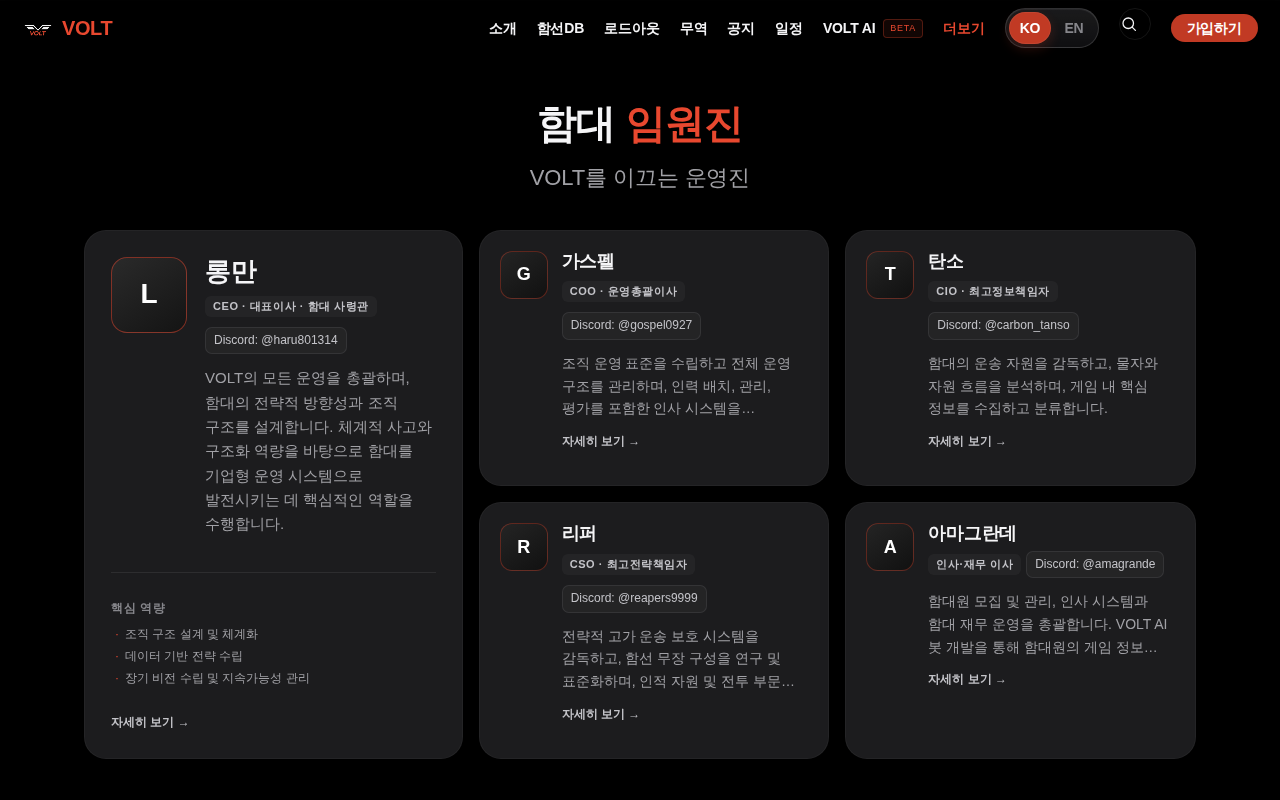 VOLT
VOLT
소개
함선DB
로드아웃
무역
공지
일정
VOLT AI BETA
더보기
KO
EN
가입하기
함대 임원진
VOLT를 이끄는 운영진
L
롱만
CEO · 대표이사 · 함대 사령관
Discord: @haru801314
VOLT의 모든 운영을 총괄하며,
함대의 전략적 방향성과 조직
구조를 설계합니다. 체계적 사고와
구조화 역량을 바탕으로 함대를
기업형 운영 시스템으로
발전시키는 데 핵심적인 역할을
수행합니다.
핵심 역량
· 조직 구조 설계 및 체계화
· 데이터 기반 전략 수립
· 장기 비전 수립 및 지속가능성 관리
자세히 보기 →
G
가스펠
COO · 운영총괄이사
Discord: @gospel0927
조직 운영 표준을 수립하고 전체 운영
구조를 관리하며, 인력 배치, 관리,
평가를 포함한 인사 시스템을…
자세히 보기 →
T
탄소
CIO · 최고정보책임자
Discord: @carbon_tanso
함대의 운송 자원을 감독하고, 물자와
자원 흐름을 분석하며, 게임 내 핵심
정보를 수집하고 분류합니다.
자세히 보기 →
R
리퍼
CSO · 최고전략책임자
Discord: @reapers9999
전략적 고가 운송 보호 시스템을
감독하고, 함선 무장 구성을 연구 및
표준화하며, 인적 자원 및 전투 부문…
자세히 보기 →
A
아마그란데
인사·재무 이사
Discord: @amagrande
함대원 모집 및 관리, 인사 시스템과
함대 재무 운영을 총괄합니다. VOLT AI
봇 개발을 통해 함대원의 게임 정보…
자세히 보기 →